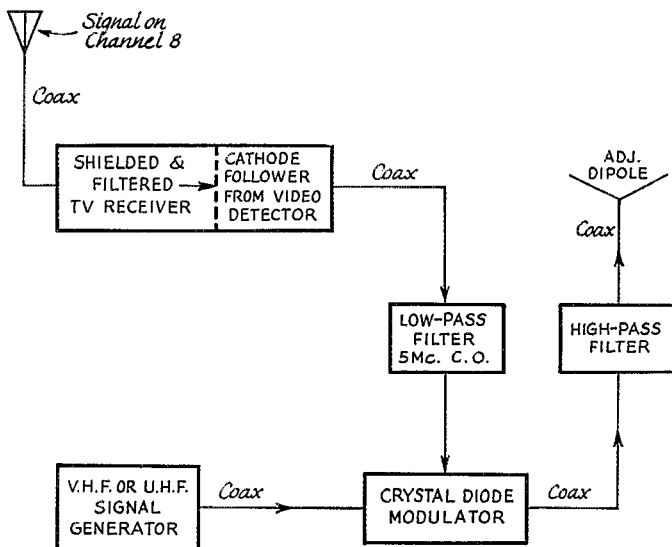 Signal on
Channel 8
Coax
SHIELDED &
FILTERED
TV RECEIVER
CATHODE
FOLLOWER
FROM VIDEO
DETECTOR
Coax
ADJ.
DIPOLE
Coax
LOW-PASS
FILTER
5Mc. C.O.
HIGH-PASS
FILTER
V.H.F. OR U.H.F.
SIGNAL
GENERATOR
Coax
CRYSTAL DIODE
MODULATOR
Coax